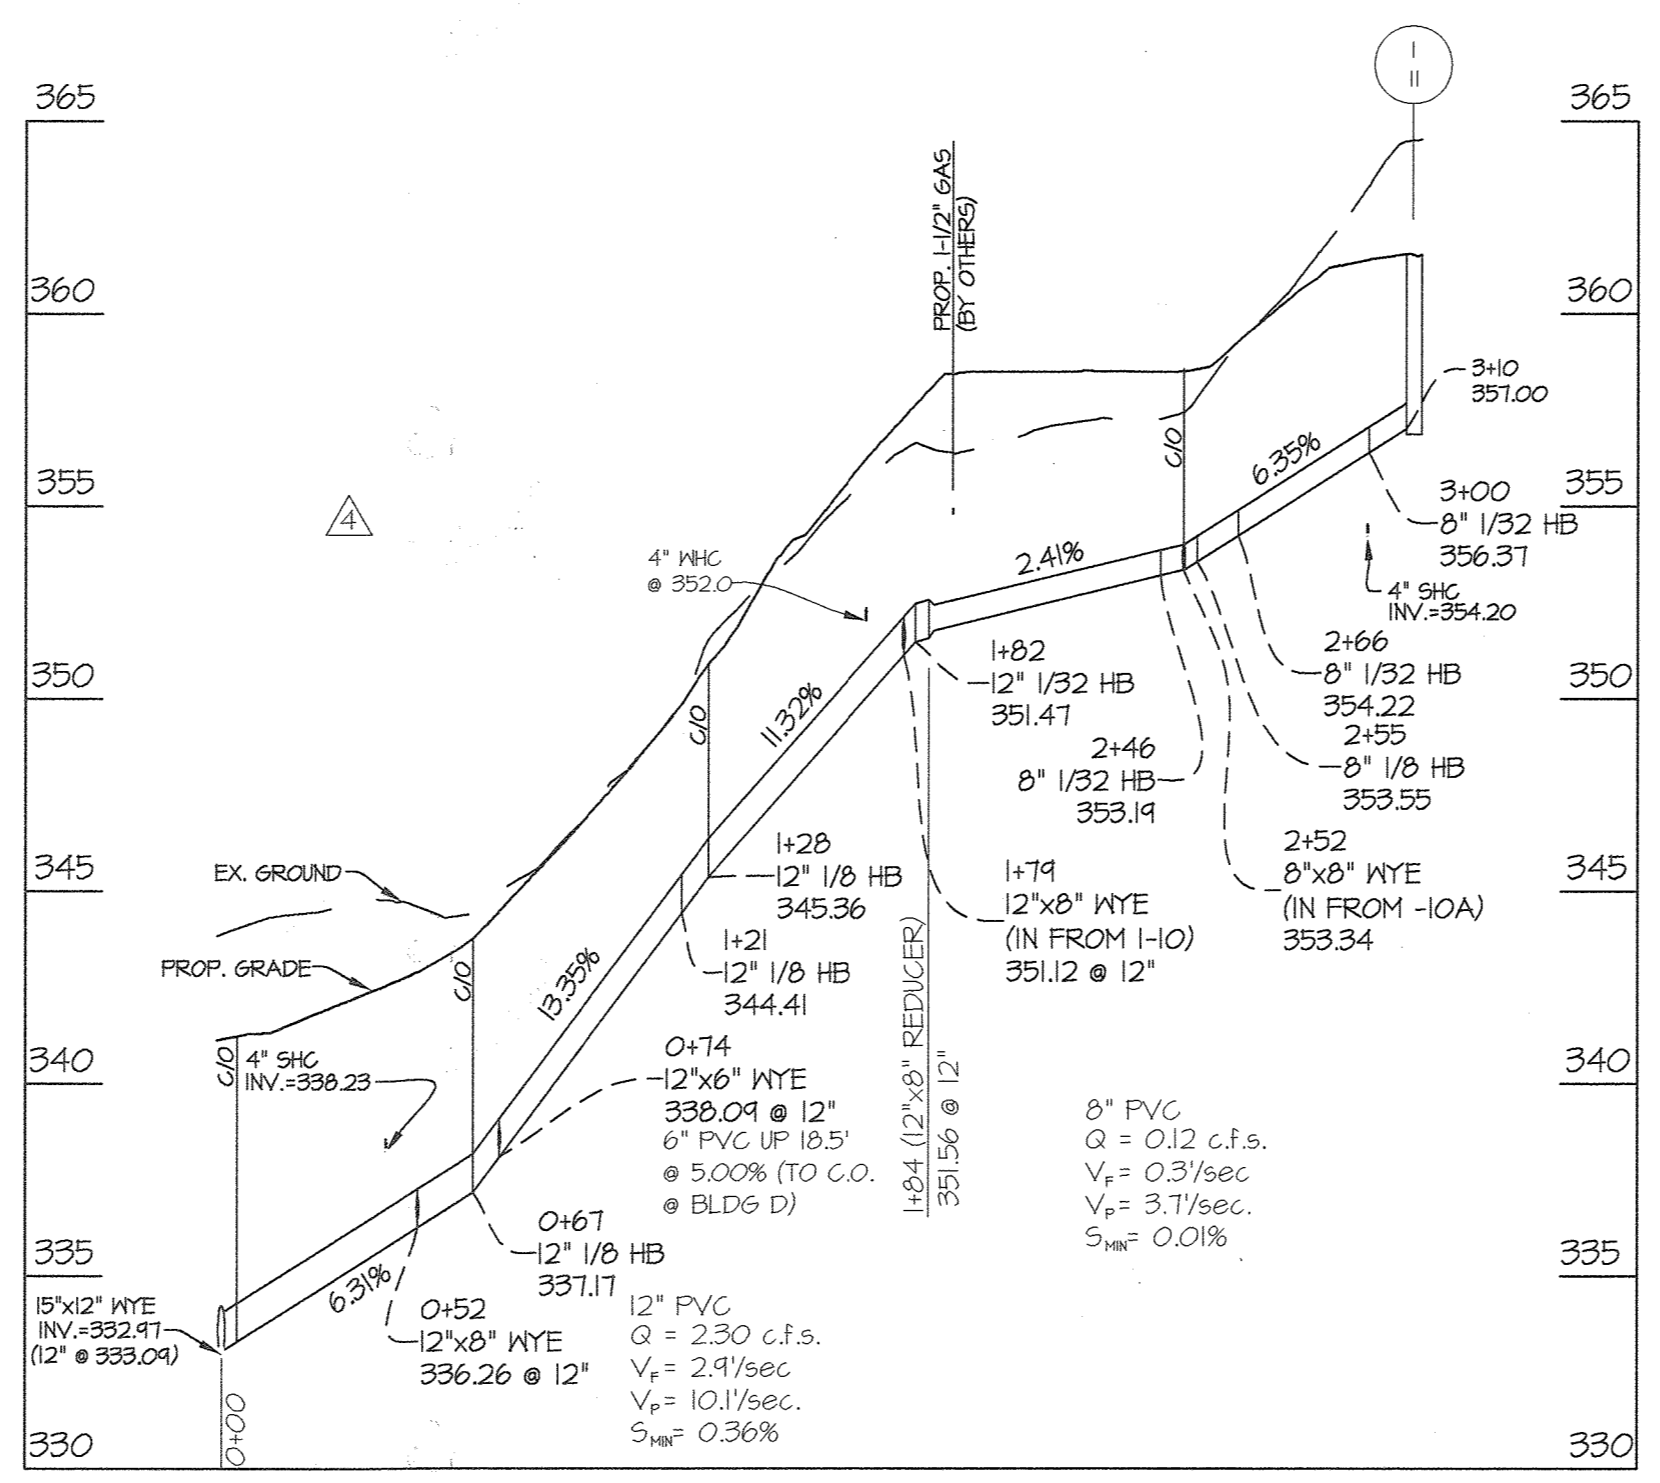 1
11
365
365
PROP. 1-1/2" GAS
(BY OTHERS)
360
360
3+10
357.00
C/O
6.35%
355
355
3+00
8" 1/32 HB
356.37
4
4" WHC
@ 352.0
2.41%
4" SHC
INV.=354.20
350
350
1+82
12" 1/32 HB
351.47
2+66
8" 1/32 HB
354.22
11.32%
C/O
2+46
8" 1/32 HB
353.19
2+55
8" 1/8 HB
353.55
345
345
EX. GROUND
1+28
12" 1/8 HB
345.36
1+79
12"x8" WYE
(IN FROM 1-10)
351.12 @ 12"
2+52
8"x8" WYE
(IN FROM -10A)
353.34
PROP. GRADE
C/O
13.35%
1+21
12" 1/8 HB
344.41
340
340
C/O
4" SHC
INV.=338.23
0+74
12"x6" WYE
338.09 @ 12"
6" PVC UP 18.5'
@ 5.00% (TO C.O.
@ BLDG D)
1+84 (12"x8" REDUCER)
351.56 @ 12"
8" PVC
Q = 0.12 c.f.s.
VF= 0.3'/sec
VP= 3.7'/sec.
SMIN= 0.01%
335
335
0+67
12" 1/8 HB
337.17
6.31%
15"x12" WYE
INV.=332.97
(12" @ 333.09)
0+52
12"x8" WYE
336.26 @ 12"
12" PVC
Q = 2.30 c.f.s.
VF= 2.9'/sec
VP= 10.1'/sec.
SMIN= 0.36%
0+00
330
330